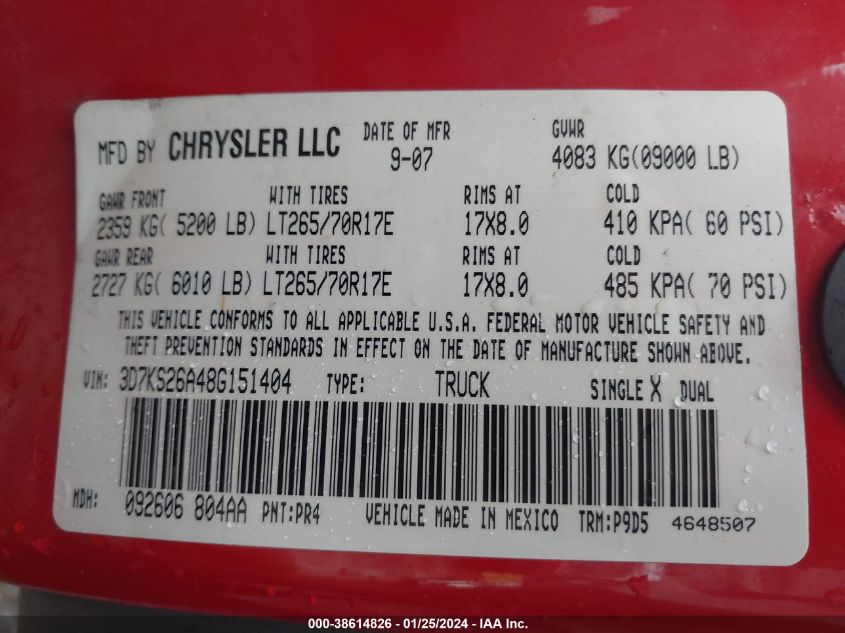 MFD BY CHRYSLER LLC DATE OF MFR 9-07 GVWR 4083 KG(09000 LB)
GAWR FRONT WITH TIRES RIMS AT COLD
2359 KG( 5200 LB) LT265/70R17E 17X8.0 410 KPA( 60 PSI)
GAWR REAR WITH TIRES RIMS AT COLD
2727 KG( 6010 LB) LT265/70R17E 17X8.0 485 KPA( 70 PSI)
THIS VEHICLE CONFORMS TO ALL APPLICABLE U.S.A. FEDERAL MOTOR VEHICLE SAFETY AND
THEFT PREVENTION STANDARDS IN EFFECT ON THE DATE OF MANUFACTURE SHOWN ABOVE.
VIN: 3D7KS26A48G151404 TYPE: TRUCK SINGLE X DUAL
MDH: 092606 804AA PNT:PR4 VEHICLE MADE IN MEXICO TRM:P9D5 4648507
000-38614826 / 01/25/2024 - IAA Inc.